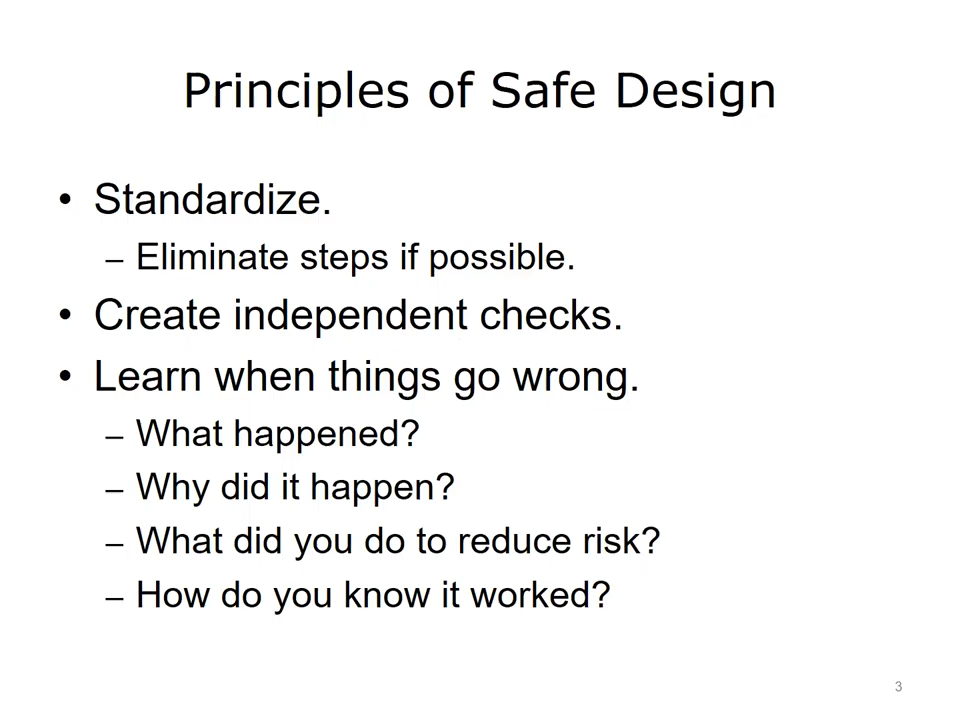 Principles of Safe Design
• Standardize.
– Eliminate steps if possible.
• Create independent checks.
• Learn when things go wrong.
– What happened?
– Why did it happen?
– What did you do to reduce risk?
– How do you know it worked?
3